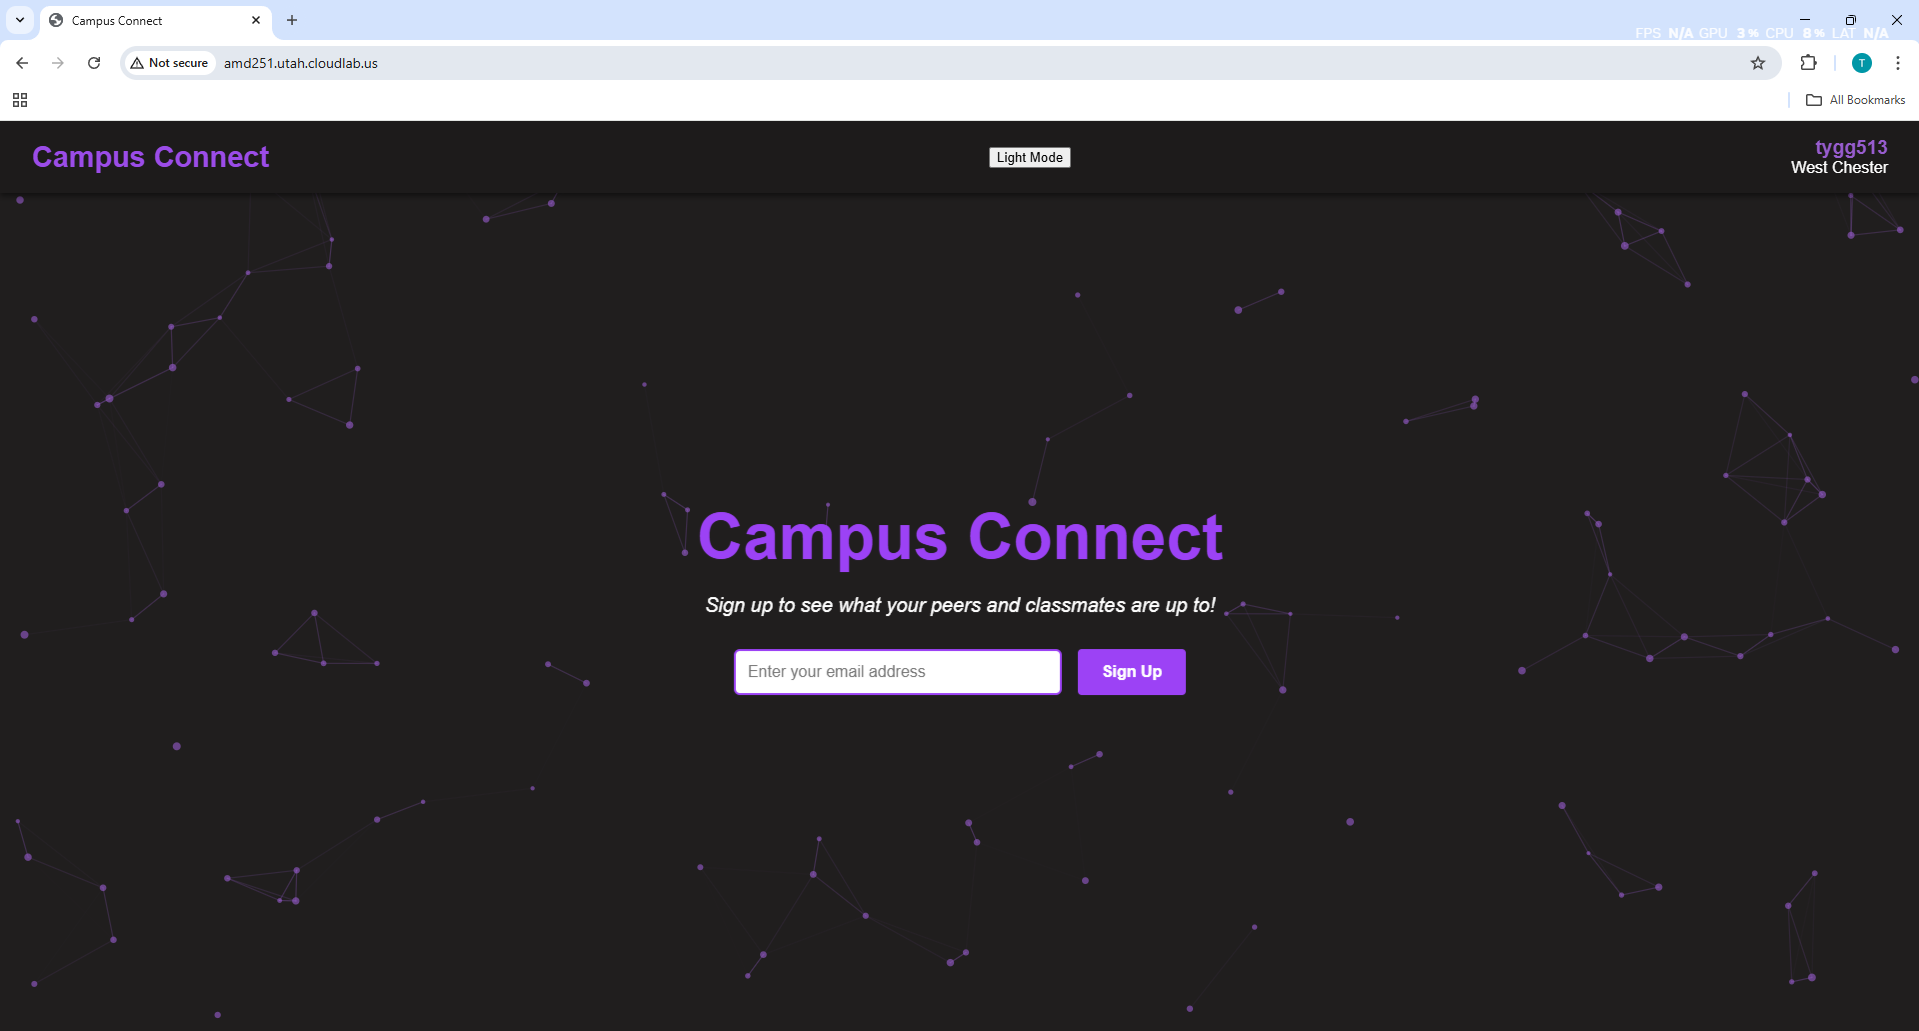 Campus Connect
FPS N/A GPU 3% CPU 8% LAT N/A
Not secure
amd251.utah.cloudlab.us
T
All Bookmarks
Campus Connect
Light Mode
tygg513
West Chester
Campus Connect
Sign up to see what your peers and classmates are up to!
Enter your email address
Sign Up